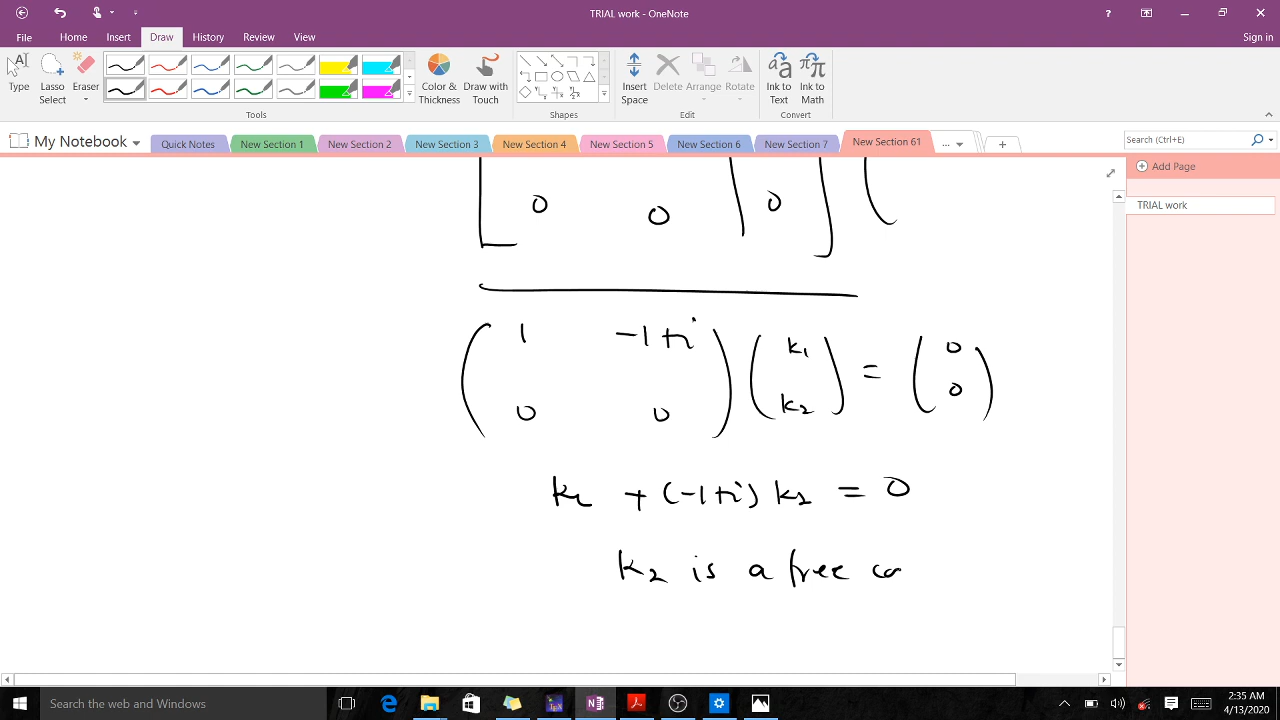 TRIAL work - OneNote
? 
File Home Insert Draw History Review View Sign in
Type Lasso Select Eraser Color & Thickness Draw with Touch Insert Space Delete Arrange Rotate Ink to Text Ink to Math
Tools Shapes Edit Convert
My Notebook Quick Notes New Section 1 New Section 2 New Section 3 New Section 4 New Section 5 New Section 6 New Section 7 New Section 61 ... + Search (Ctrl+E)
Add Page
TRIAL work
0 0 0
1 -1+i k1 = 0
0 0 k2 0
k1 + (-1+i) k2 = 0
k2 is a free co
Search the web and Windows
2:35 AM
4/13/2020